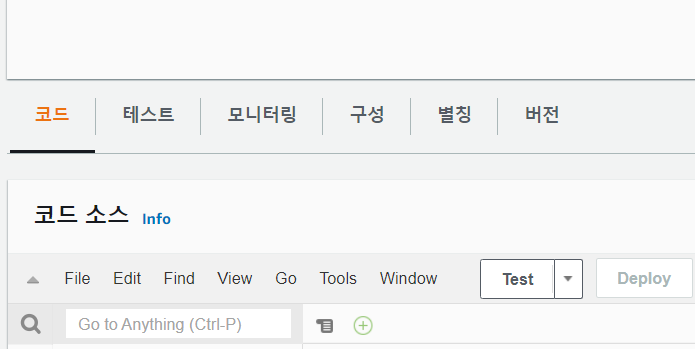 코드 테스트 모니터링 구성 별칭 버전
코드 소스 Info
File Edit Find View Go Tools Window Test Deploy
Go to Anything (Ctrl-P)